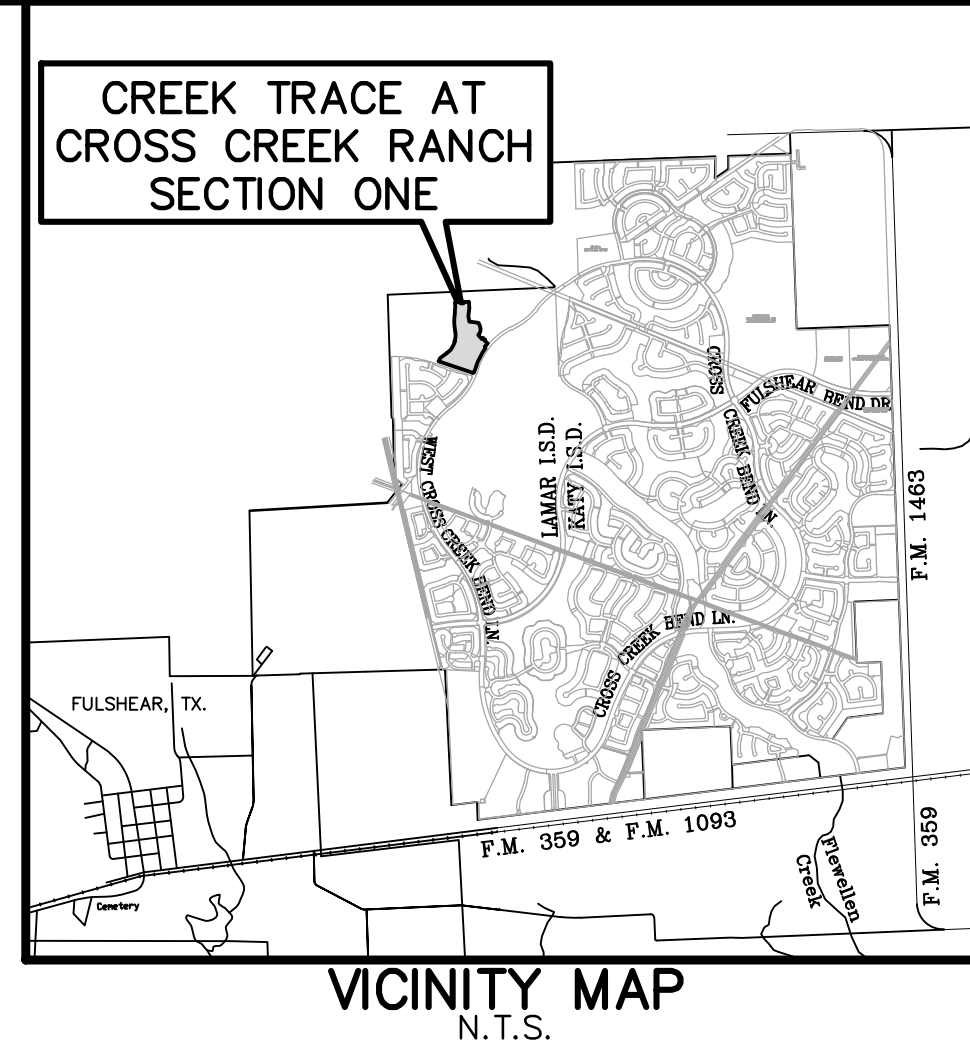 CREEK TRACE AT
CROSS CREEK RANCH
SECTION ONE
CROSS CREEK BEND LN.
FULSHEAR BEND DR
WEST CROSS CREEK BEND LN.
LAMAR I.S.D.
KATY I.S.D.
F.M. 1463
CROSS CREEK BEND LN.
FULSHEAR, TX.
F.M. 359 & F.M. 1093
F.M. 359
Flewellen
Creek
Cemetery
VICINITY MAP
N.T.S.